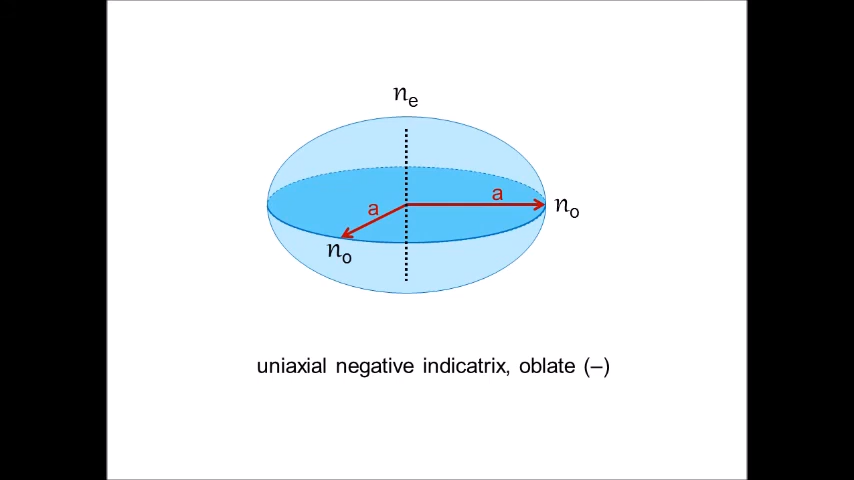 nₑ
a
a
nₒ
nₒ
uniaxial negative indicatrix, oblate (–)